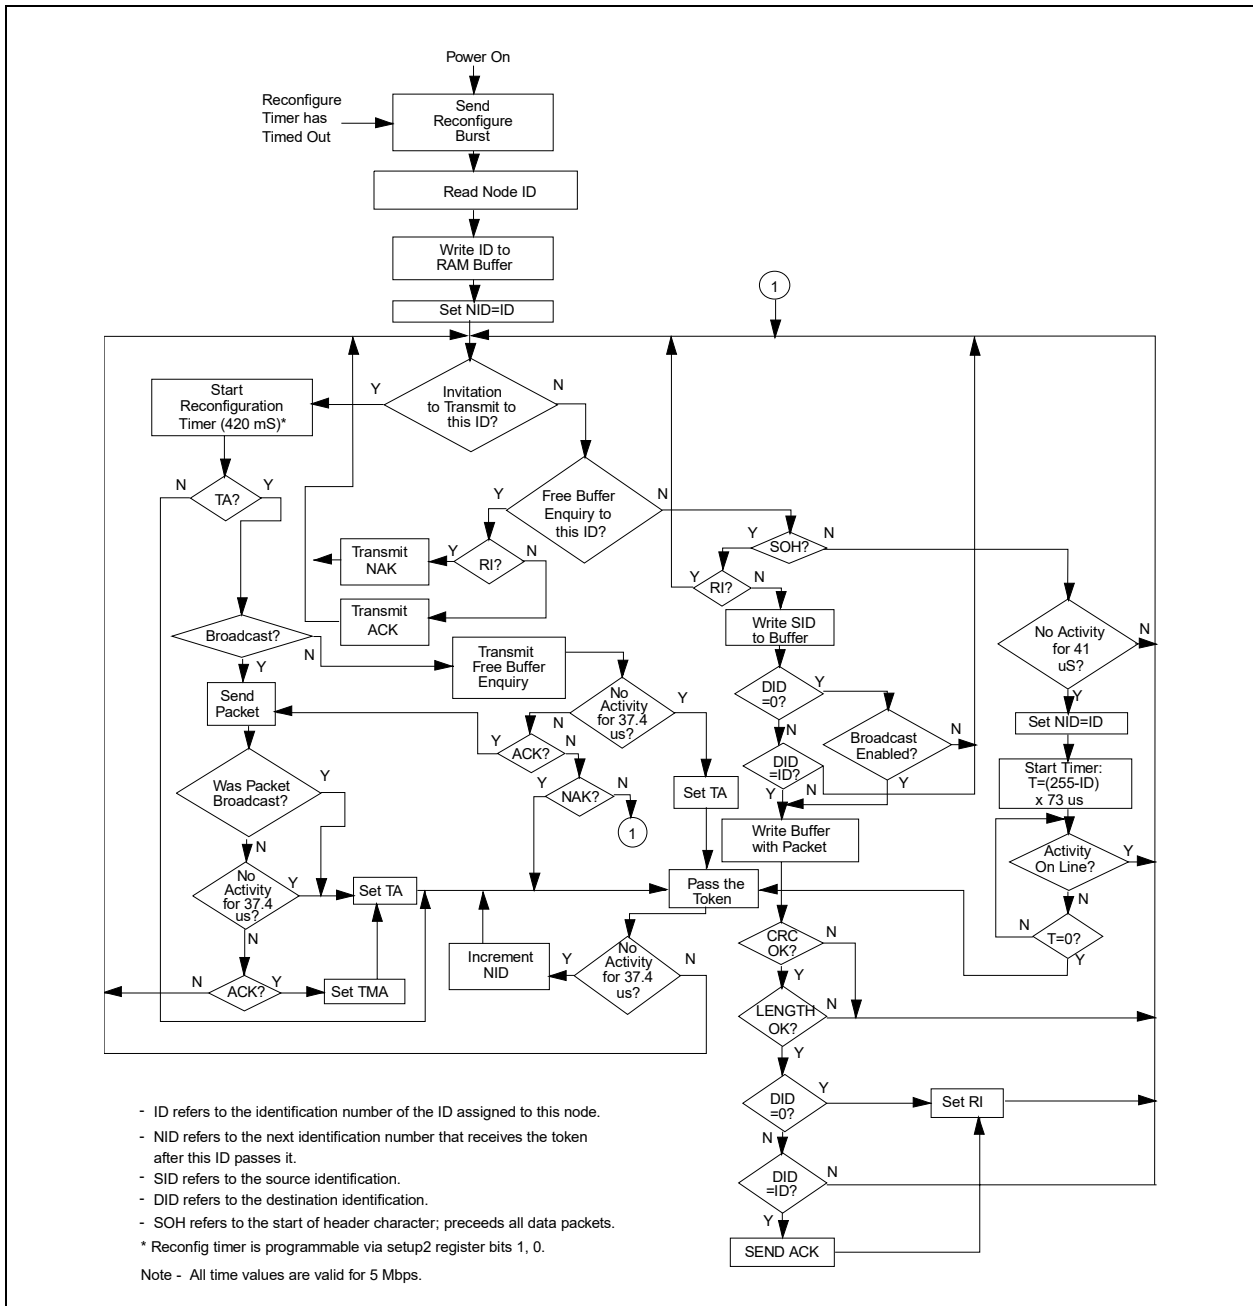 Power On
Reconfigure
Timer has
Timed Out
Send
Reconfigure
Burst
Read Node ID
Write ID to
RAM Buffer
Set NID=ID
1
Start
Reconfiguration
Timer (420 mS)*
Y
Invitation
to Transmit to
this ID?
N
N
TA?
Y
Y
Free Buffer
Enquiry to
this ID?
N
Transmit
NAK
Y
RI?
N
Transmit
ACK
Y
SOH?
N
Y
RI?
N
Write SID
to Buffer
No Activity
for 41
uS?
N
Y
Broadcast?
N
Y
Transmit
Free Buffer
Enquiry
Send
Packet
No
Activity
for 37.4
us?
Y
N
Y
ACK?
N
Y
NAK?
N
1
Set TA
DID
=0?
Y
N
Broadcast
Enabled?
N
Y
DID
=ID?
Y
N
Write Buffer
with Packet
Set NID=ID
Start Timer:
T=(255-ID)
x 73 us
Activity
On Line?
Y
N
N
T=0?
Y
Was Packet
Broadcast?
Y
N
No
Activity
for 37.4
us?
Y
N
Set TA
N
ACK?
Y
Set TMA
Pass the
Token
Increment
NID
Y
No
Activity
for 37.4
us?
N
CRC
OK?
N
Y
LENGTH
OK?
N
Y
DID
=0?
Y
N
Set RI
DID
=ID?
N
Y
SEND ACK
- ID refers to the identification number of the ID assigned to this node.
- NID refers to the next identification number that receives the token
after this ID passes it.
- SID refers to the source identification.
- DID refers to the destination identification.
- SOH refers to the start of header character; preceeds all data packets.
* Reconfig timer is programmable via setup2 register bits 1, 0.
Note - All time values are valid for 5 Mbps.